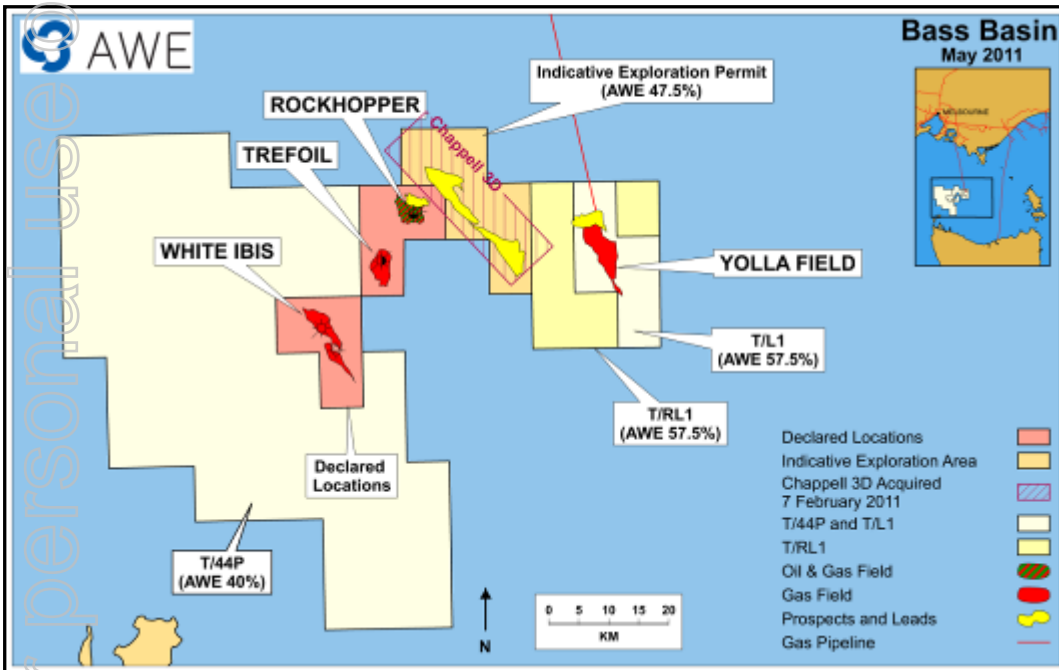 AWE
Bass Basin
May 2011
Indicative Exploration Permit
(AWE 47.5%)
MELBOURNE
ROCKHOPPER
Chappell 3D
TREFOIL
WHITE IBIS
YOLLA FIELD
T/L1
(AWE 57.5%)
T/RL1
(AWE 57.5%)
Declared
Locations
T/44P
(AWE 40%)
Declared Locations
Indicative Exploration Area
Chappell 3D Acquired
7 February 2011
T/44P and T/L1
T/RL1
Oil & Gas Field
Gas Field
Prospects and Leads
Gas Pipeline
0 5 10 15 20
KM
N
personal use